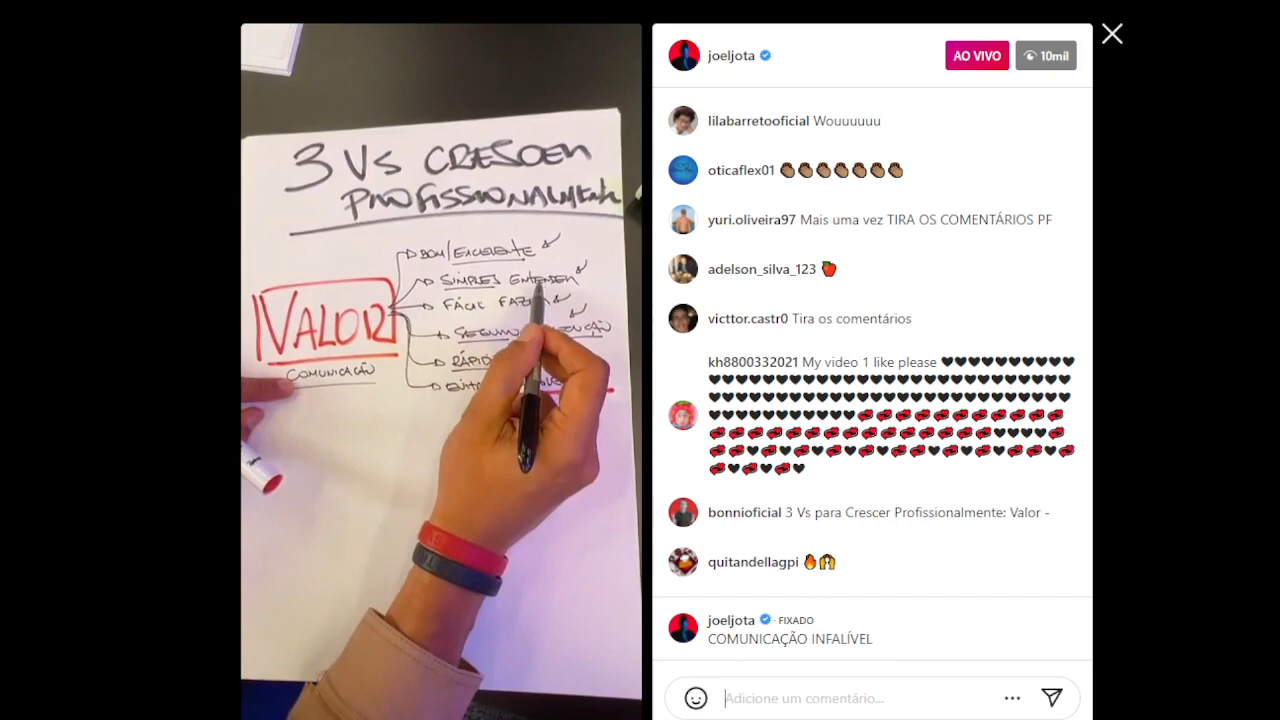 3 VS CRESCER
PROFISSIONALMENTE
VALOR
COMUNICAÇÃO
BOM/EXCELENTE
SIMPLES ENTENDER
FÁCIL
joeljota
AO VIVO
10mil
lilabarretooficial Wouuuuuu
oticaflex01 👏🏽👏🏽👏🏽👏🏽👏🏽👏🏽👏🏽
yuri.oliveira97 Mais uma vez TIRA OS COMENTÁRIOS PF
adelson_silva_123 🍎
victtor.castr0 Tira os comentários
kh8800332021 My video 1 like please
bonnioficial 3 Vs para Crescer Profissionalmente: Valor -
quitandellagpi 🔥🙌
joeljota · FIXADO
COMUNICAÇÃO INFALÍVEL
Adicione um comentário...